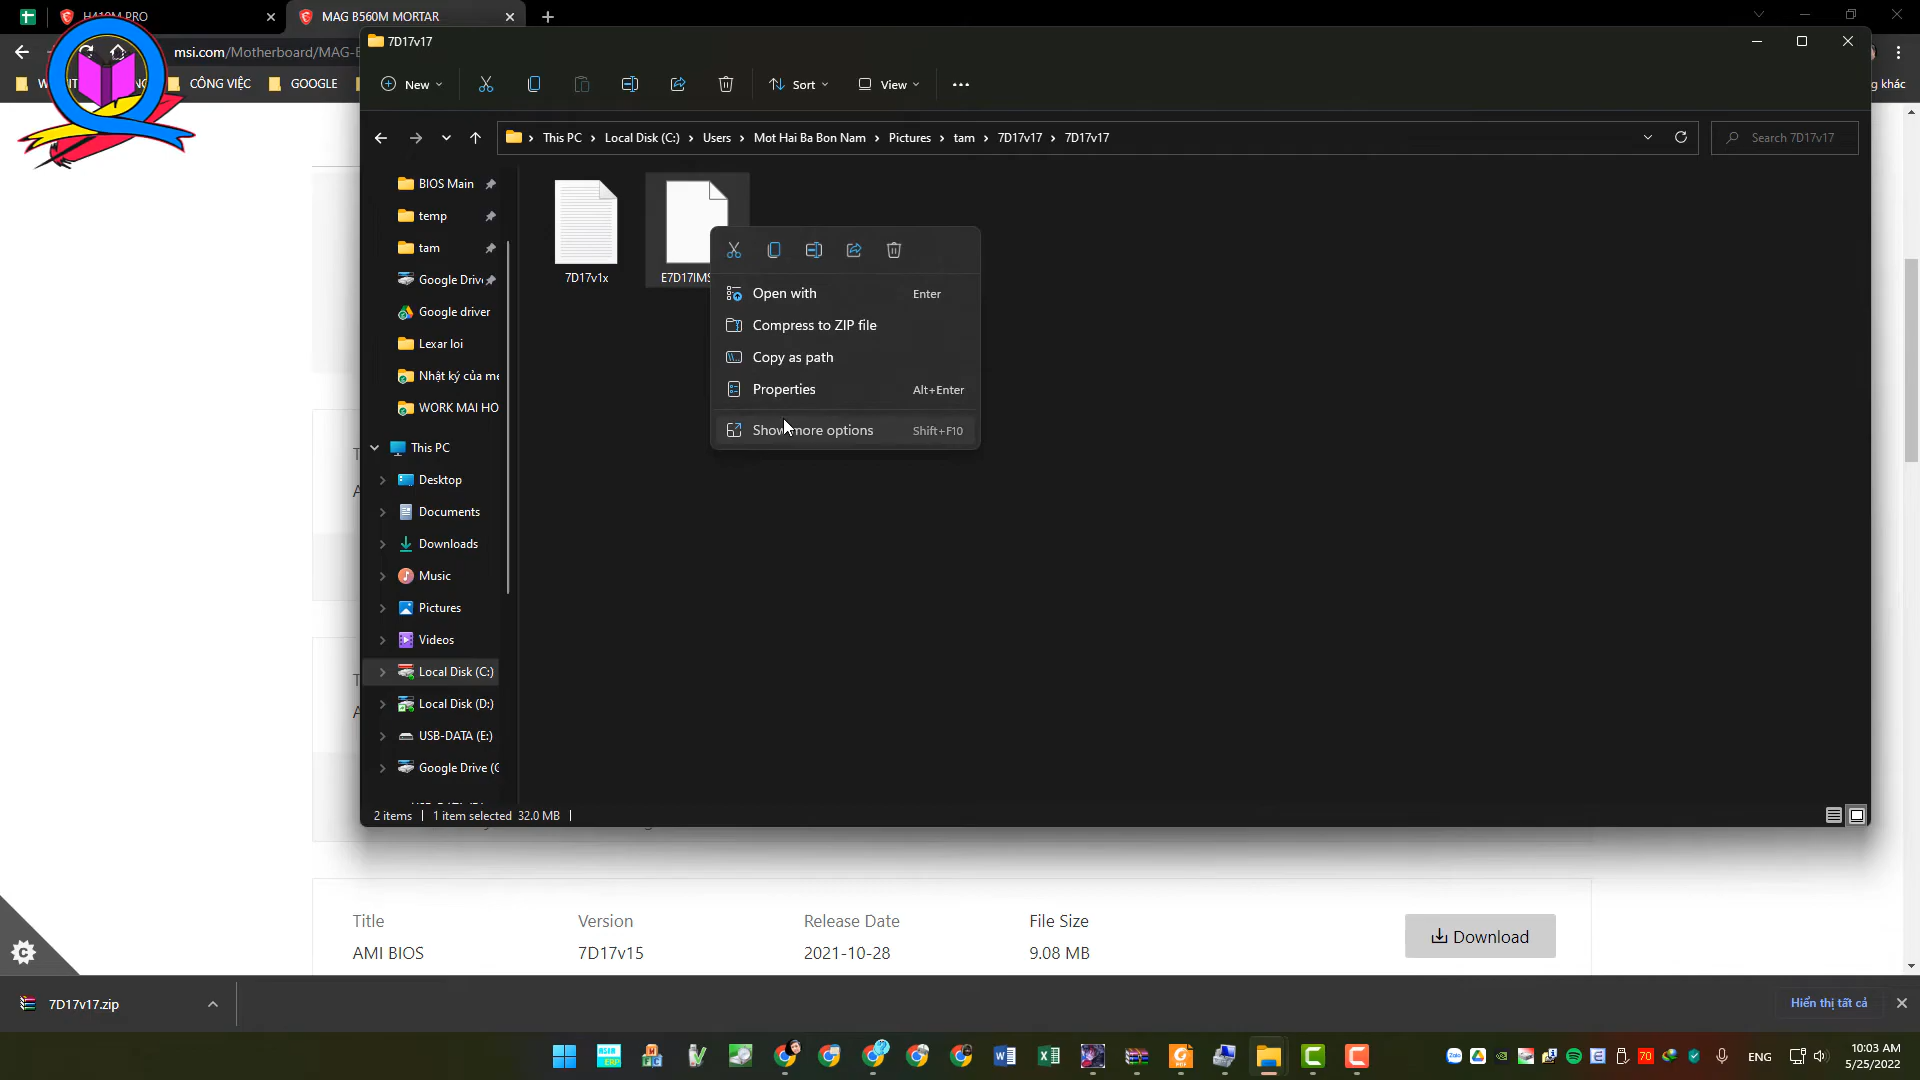 H410M PRO
MAG B560M MORTAR
msi.com/Motherboard/MAG-B
CÔNG VIỆC
GOOGLE
g khác
7D17v17
New
Sort
View
This PC
Local Disk (C:)
Users
Mot Hai Ba Bon Nam
Pictures
tam
7D17v17
7D17v17
Search 7D17v17
BIOS Main
temp
tam
Google Driv
Google driver
Lexar loi
Nhật ký của me
WORK MAI HO
This PC
Desktop
Documents
Downloads
Music
Pictures
Videos
Local Disk (C:)
Local Disk (D:)
USB-DATA (E:)
Google Drive (G
7D17v1x
E7D17IMS
Open with Enter
Compress to ZIP file
Copy as path
Properties Alt+Enter
Show more options Shift+F10
2 items
1 item selected 32.0 MB
Title Version Release Date File Size
AMI BIOS 7D17v15 2021-10-28 9.08 MB
Download
7D17v17.zip
Hiển thị tất cả
70
ENG
10:03 AM
5/25/2022